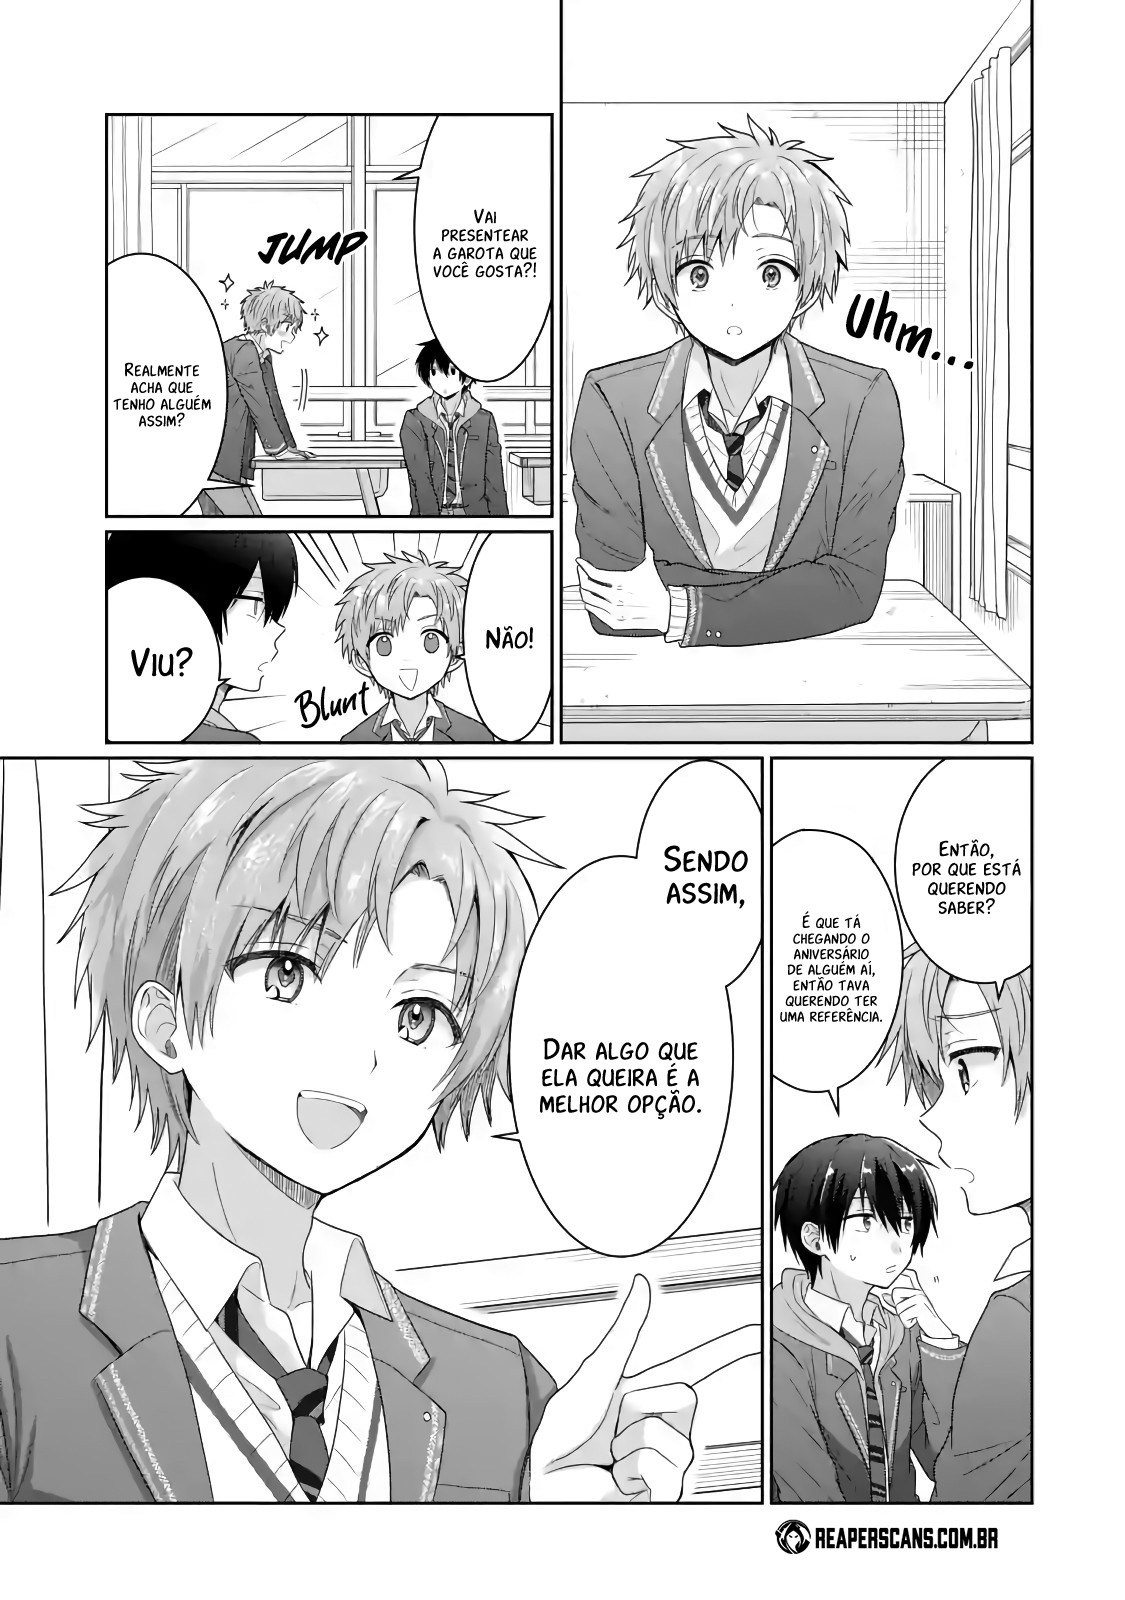 Uhm...
VAI
PRESENTEAR
A GAROTA QUE
VOCÊ GOSTA?!
JUMP
REALMENTE
ACHA QUE
TENHO ALGUÉM
ASSIM?
NÃO!
Blunt
VIU?
ENTÃO,
POR QUE ESTÁ
QUERENDO
SABER?
É QUE TÁ
CHEGANDO O
ANIVERSÁRIO
DE ALGUÉM AÍ,
ENTÃO TAVA
QUERENDO TER
UMA REFERÊNCIA.
SENDO
ASSIM,
DAR ALGO QUE
ELA QUEIRA É A
MELHOR OPÇÃO.
REAPERSCANS.COM.BR